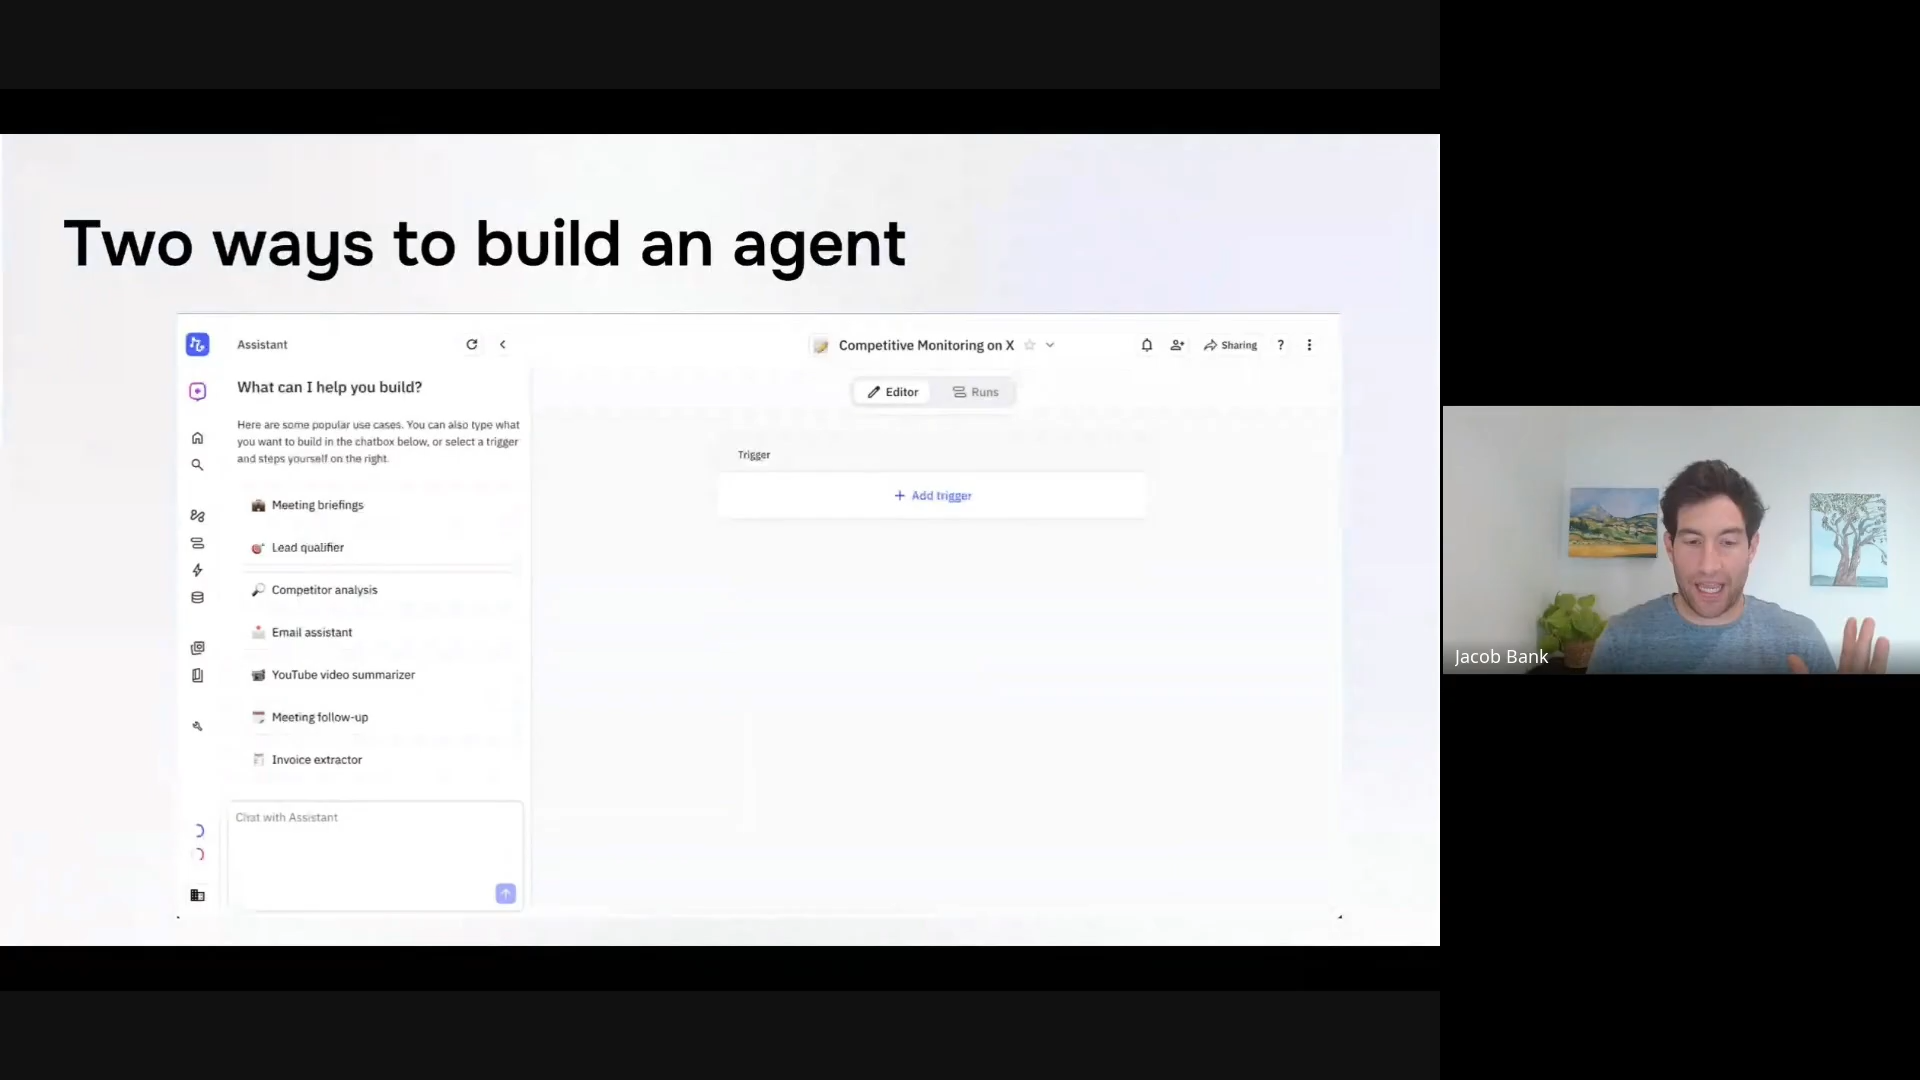 Two ways to build an agent
Assistant
Competitive Monitoring on X
Sharing
?
What can I help you build?
Editor
Runs
Here are some popular use cases. You can also type what
you want to build in the chatbox below, or select a trigger
and steps yourself on the right.
Trigger
+ Add trigger
Meeting briefings
Lead qualifier
Competitor analysis
Email assistant
YouTube video summarizer
Meeting follow-up
Invoice extractor
Chat with Assistant
Jacob Bank